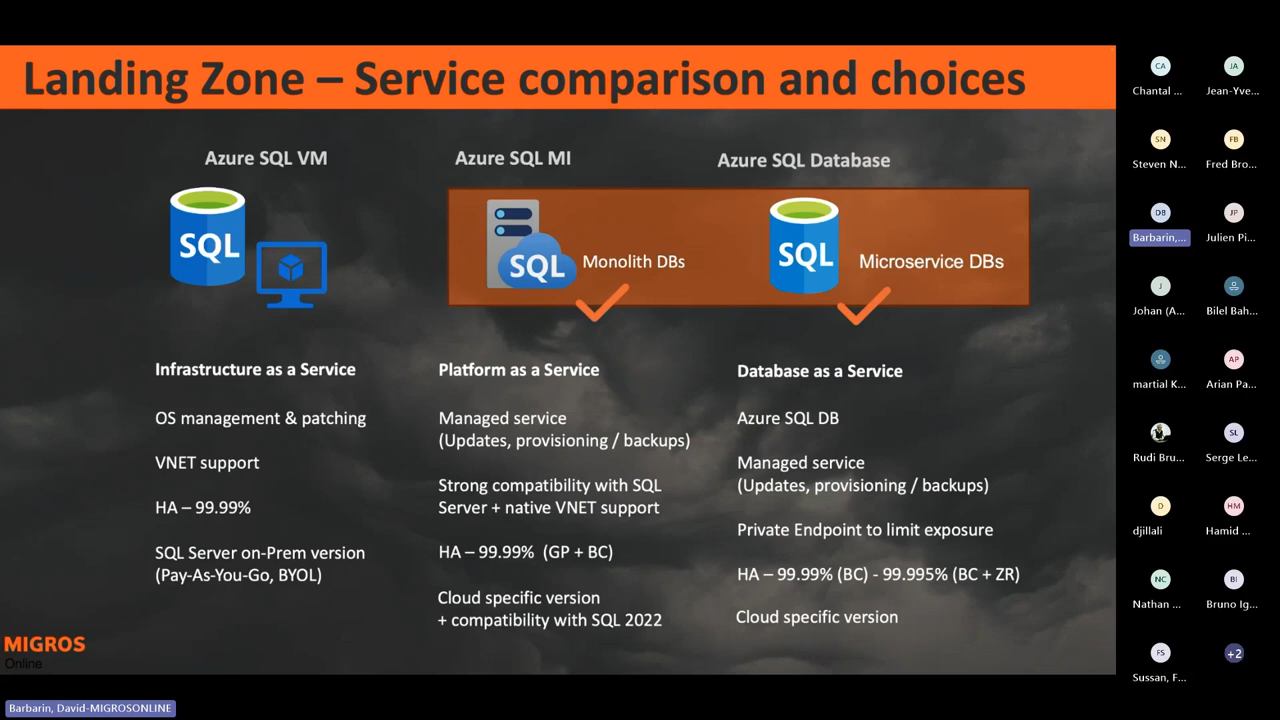 Landing Zone – Service comparison and choices
Azure SQL VM
Azure SQL MI
Azure SQL Database
SQL
SQL
Monolith DBs
SQL
Microservice DBs
Infrastructure as a Service
OS management & patching
VNET support
HA – 99.99%
SQL Server on-Prem version
(Pay-As-You-Go, BYOL)
Platform as a Service
Managed service
(Updates, provisioning / backups)
Strong compatibility with SQL
Server + native VNET support
HA – 99.99% (GP + BC)
Cloud specific version
+ compatibility with SQL 2022
Database as a Service
Azure SQL DB
Managed service
(Updates, provisioning / backups)
Private Endpoint to limit exposure
HA – 99.99% (BC) - 99.995% (BC + ZR)
Cloud specific version
MIGROS
Online
Barbarin, David-MIGROSONLINE
CA
Chantal ...
JA
Jean-Yve...
SN
Steven N...
FB
Fred Bro...
DB
Barbarin,...
JP
Julien Pi...
J
Johan (A...
Bilel Bah...
martial K...
AP
Arian Pa...
Rudi Bru...
SL
Serge Le...
D
djillali
HM
Hamid ...
NC
Nathan ...
BI
Bruno Ig...
FS
Sussan, F...
+2